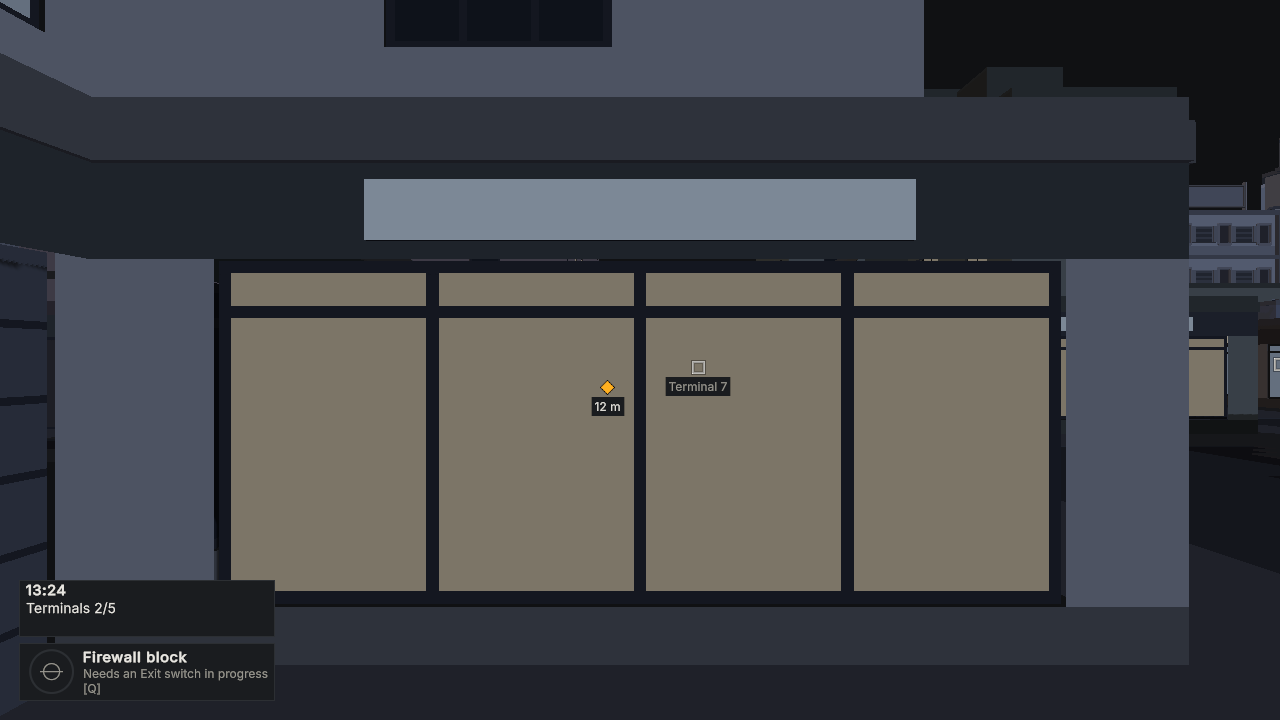 Terminal 7
12 m
13:24
Terminals 2/5
Firewall block
Needs an Exit switch in progress
[Q]